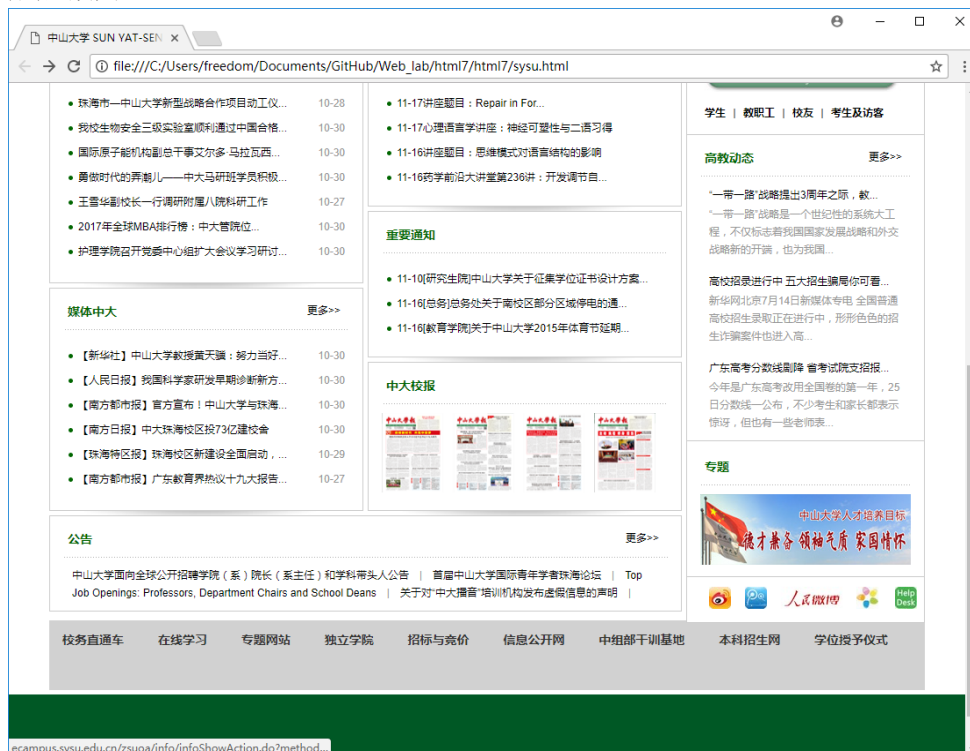 中山大学 SUN YAT-SEN
file:///C:/Users/freedom/Documents/GitHub/Web_lab/html7/html7/sysu.html
珠海市—中山大学新型战略合作项目动工仪... 10-28
我校生物安全三级实验室顺利通过中国合格... 10-30
国际原子能机构副总干事艾尔多·马拉瓦西... 10-30
勇做时代的弄潮儿——中大马研班学员积极... 10-30
王雪华副校长一行调研附属八院科研工作 10-27
2017年全球MBA排行榜：中大管院位... 10-30
护理学院召开党委中心组扩大会议学习研讨... 10-30
媒体中大 更多>>
【新华社】中山大学教授黄天骥：努力当好... 10-30
【人民日报】我国科学家研发早期诊断新方... 10-30
【南方都市报】官方宣布！中山大学与珠海... 10-30
【南方日报】中大珠海校区投73亿建校舍 10-30
【珠海特区报】珠海校区新建设全面启动，... 10-29
【南方都市报】广东教育界热议十九大报告... 10-27
11-17讲座题目：Repair in For...
11-17心理语言学讲座：神经可塑性与二语习得
11-16讲座题目：思维模式对语言结构的影响
11-16药学前沿大讲堂第236讲：开发调节自...
重要通知
11-10[研究生院]中山大学关于征集学位证书设计方案...
11-16[总务]总务处关于南校区部分区域停电的通...
11-16[教育学院]关于中山大学2015年体育节延期...
中大校报
学生 | 教职工 | 校友 | 考生及访客
高教动态 更多>>
“一带一路”战略提出3周年之际，教...
“一带一路”战略是一个世纪性的系统大工
程，不仅标志着我国国家发展战略和外交
战略新的开端，也为我国...
高校招录进行中 五大招生骗局你可看...
新华网北京7月14日新媒体专电 全国普通
高校招生录取正在进行中，形形色色的招
生诈骗案件也进入高...
广东高考分数线剧降 省考试院支招报...
今年是广东高考改用全国卷的第一年，25
日分数线一公布，不少考生和家长都表示
惊讶，但也有一些老师表...
专题
中山大学人才培养目标
德才兼备 领袖气质 家国情怀
人民微博
Help
Desk
公告 更多>>
中山大学面向全球公开招聘学院（系）院长（系主任）和学科带头人公告 | 首届中山大学国际青年学者珠海论坛 | Top
Job Openings: Professors, Department Chairs and School Deans | 关于对“中大播音”培训机构发布虚假信息的声明 |
校务直通车 在线学习 专题网站 独立学院 招标与竞价 信息公开网 中组部干训基地 本科招生网 学位授予仪式
ecampus.sysu.edu.cn/zsuoa/info/infoShowAction.do?method...